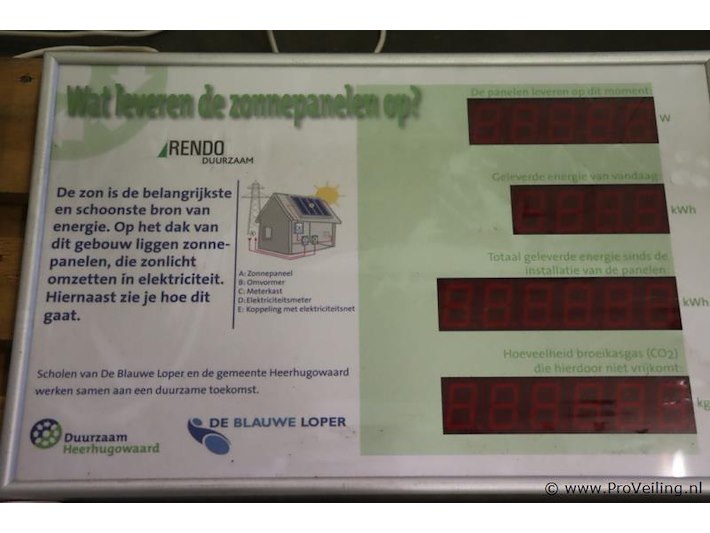 Wat leveren de zonnepanelen op?
RENDO
DUURZAAM
De zon is de belangrijkste
en schoonste bron van
energie. Op het dak van
dit gebouw liggen zonne-
panelen, die zonlicht
omzetten in elektriciteit.
Hiernaast zie je hoe dit
gaat.
A: Zonnepaneel
B: Omvormer
C: Meterkast
D: Elektriciteitsmeter
E: Koppeling met elektriciteitsnet
Scholen van De Blauwe Loper en de gemeente Heerhugowaard
werken samen aan een duurzame toekomst.
Duurzaam
Heerhugowaard
DE BLAUWE LOPER
De panelen leveren op dit moment:
W
Geleverde energie van vandaag:
kWh
Totaal geleverde energie sinds de
installatie van de panelen:
kWh
Hoeveelheid broeikasgas (CO2)
die hierdoor niet vrijkomt:
kg
© www.ProVeiling.nl